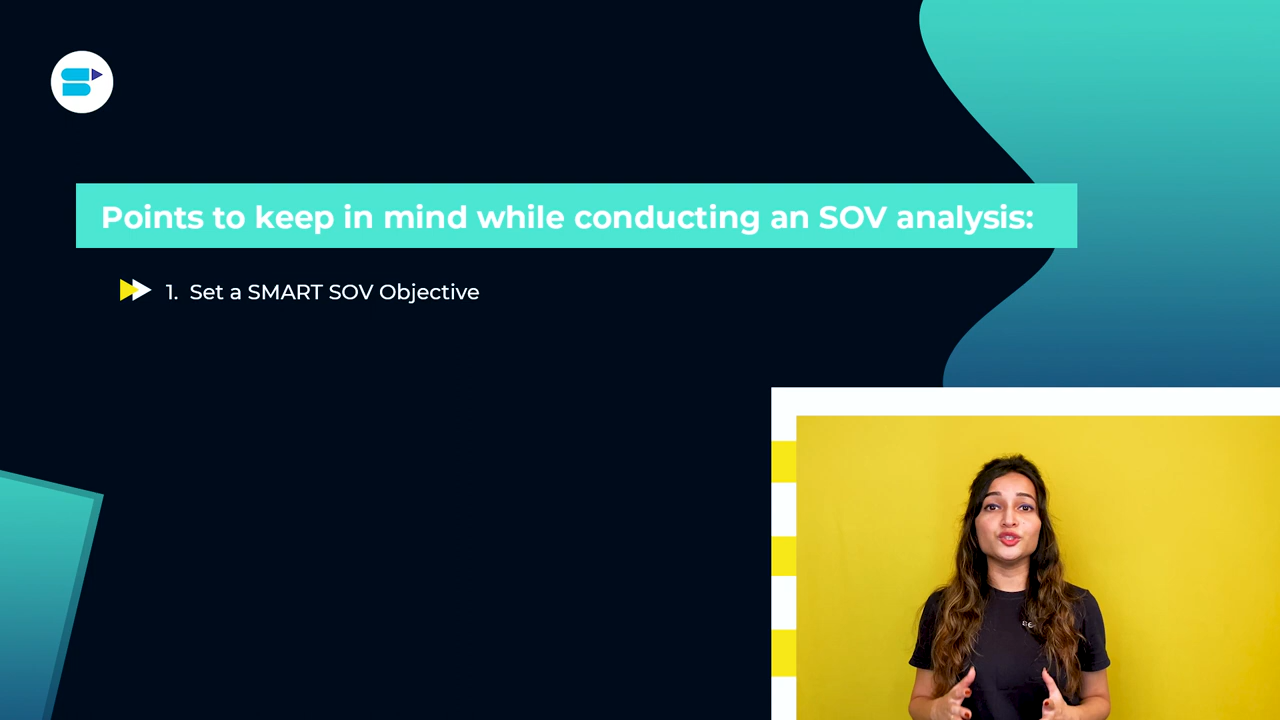 Points to keep in mind while conducting an SOV analysis:
1. Set a SMART SOV Objective